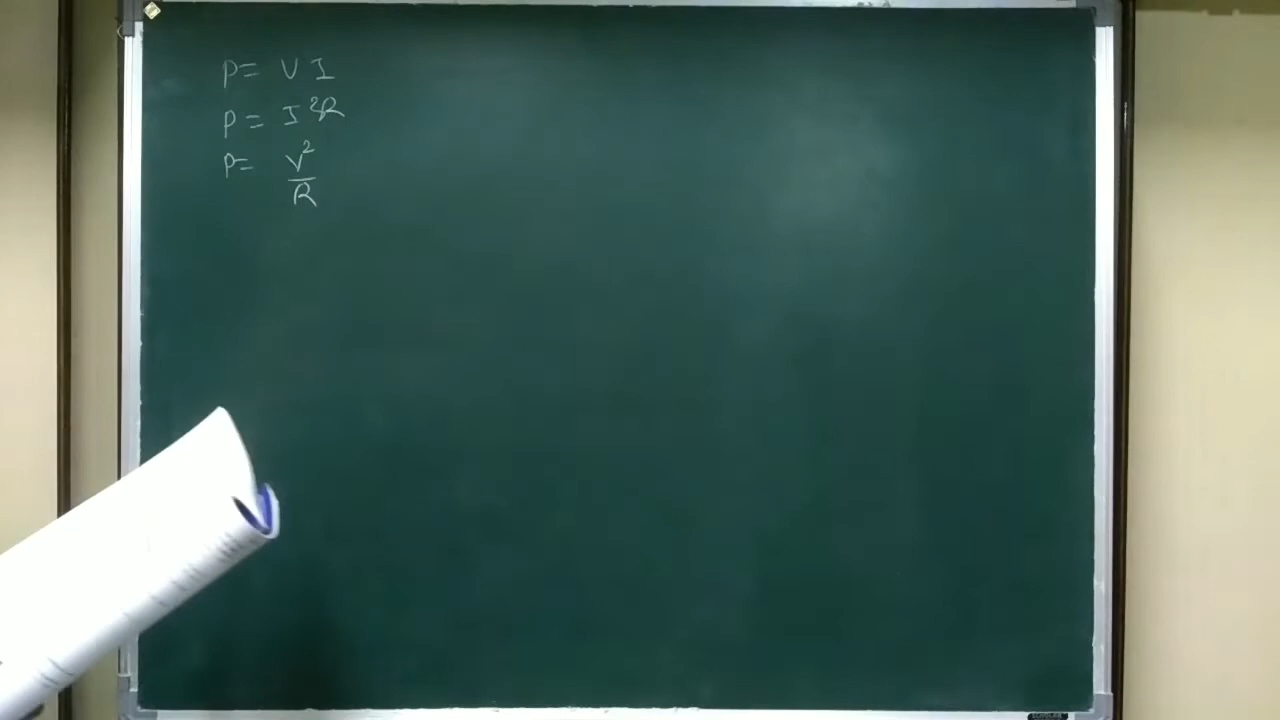 P = V I
P = I²R
P = V²/R